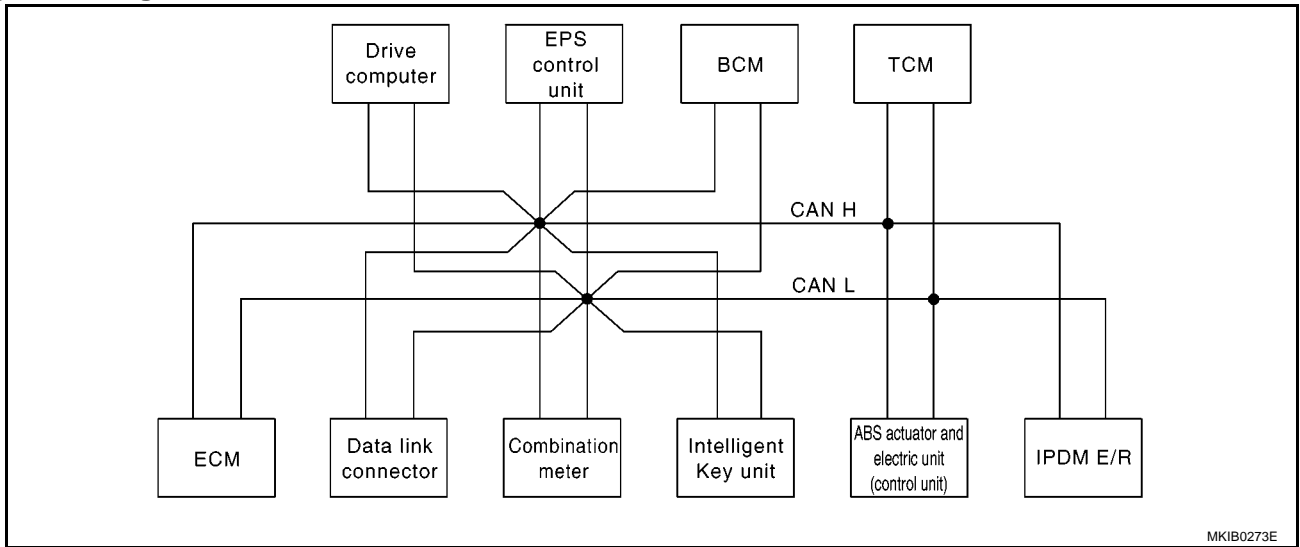 Drive
computer
EPS
control
unit
BCM
TCM
CAN H
CAN L
ECM
Data link
connector
Combination
meter
Intelligent
Key unit
ABS actuator and
electric unit
(control unit)
IPDM E/R
MKIB0273E